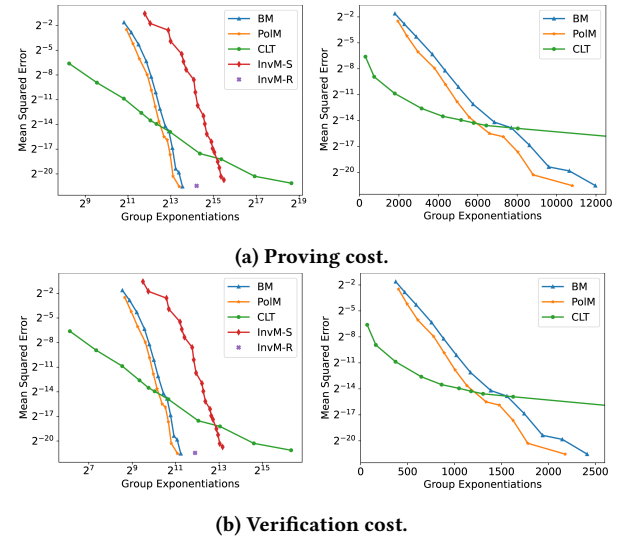 2^-2
2^-5
2^-8
2^-11
2^-14
2^-17
2^-20
Mean Squared Error
2^9
2^11
2^13
2^15
2^17
2^19
Group Exponentiations
BM
PolM
CLT
InvM-S
InvM-R
2^-2
2^-5
2^-8
2^-11
2^-14
2^-17
2^-20
Mean Squared Error
0
2000
4000
6000
8000
10000
12000
Group Exponentiations
BM
PolM
CLT
(a) Proving cost.
2^-2
2^-5
2^-8
2^-11
2^-14
2^-17
2^-20
Mean Squared Error
2^7
2^9
2^11
2^13
2^15
Group Exponentiations
BM
PolM
CLT
InvM-S
InvM-R
2^-2
2^-5
2^-8
2^-11
2^-14
2^-17
2^-20
Mean Squared Error
0
500
1000
1500
2000
2500
Group Exponentiations
BM
PolM
CLT
(b) Verification cost.